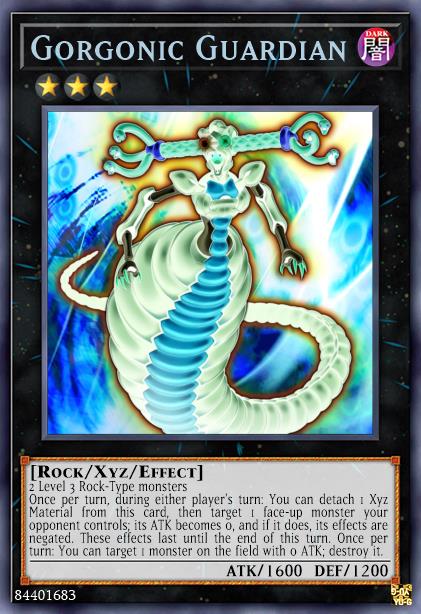 GORGONIC GUARDIAN
DARK
闇
[ROCK/XYZ/EFFECT]
2 Level 3 Rock-Type monsters
Once per turn, during either player's turn: You can detach 1 Xyz
Material from this card, then target 1 face-up monster your
opponent controls; its ATK becomes 0, and if it does, its effects are
negated. These effects last until the end of this turn. Once per
turn: You can target 1 monster on the field with 0 ATK; destroy it.
ATK/1600 DEF/1200
84401683